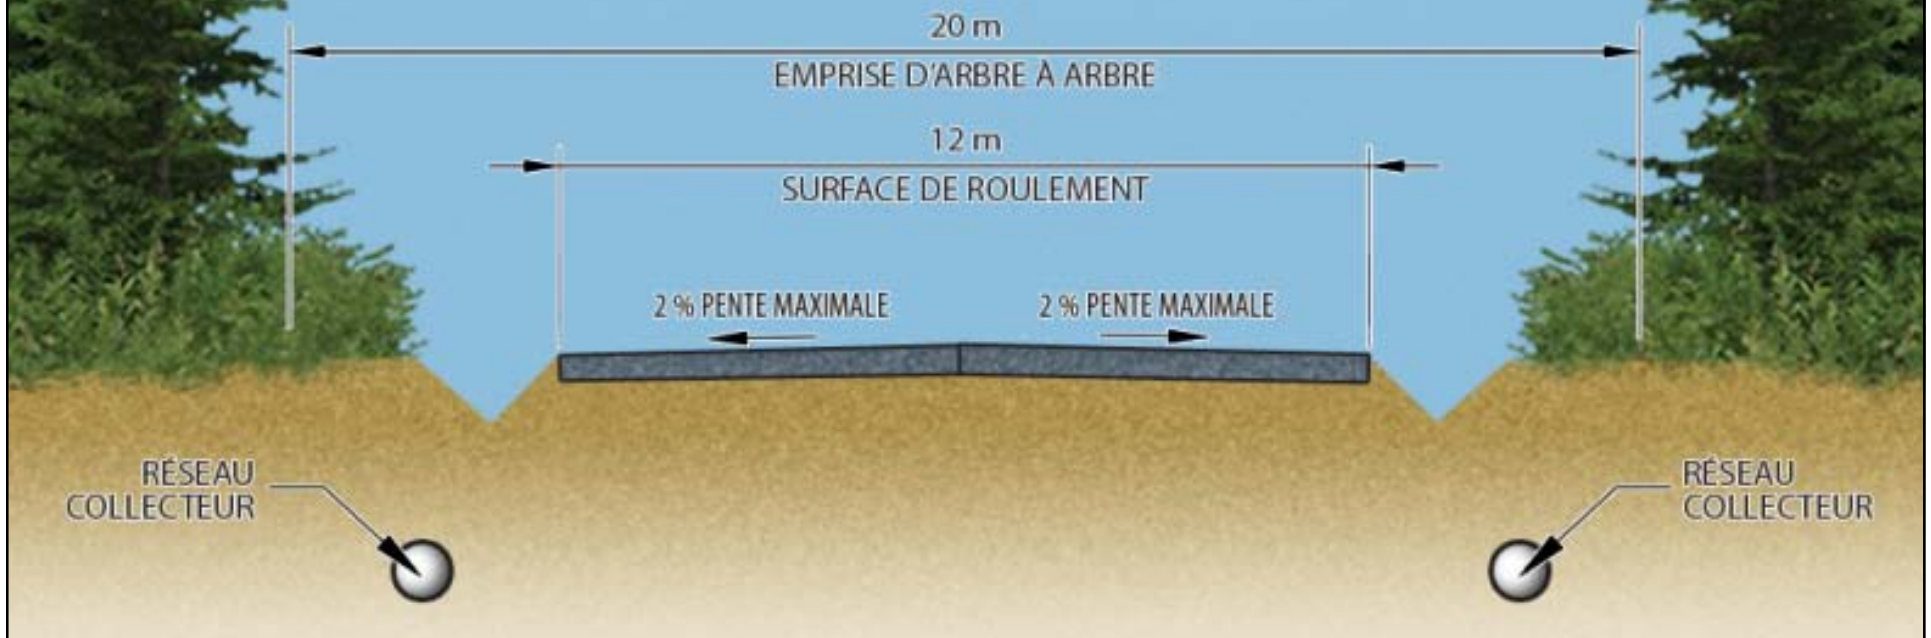 20 m
EMPRISE D'ARBRE À ARBRE
12 m
SURFACE DE ROULEMENT
2 % PENTE MAXIMALE
2 % PENTE MAXIMALE
RÉSEAU
COLLECTEUR
RÉSEAU
COLLECTEUR